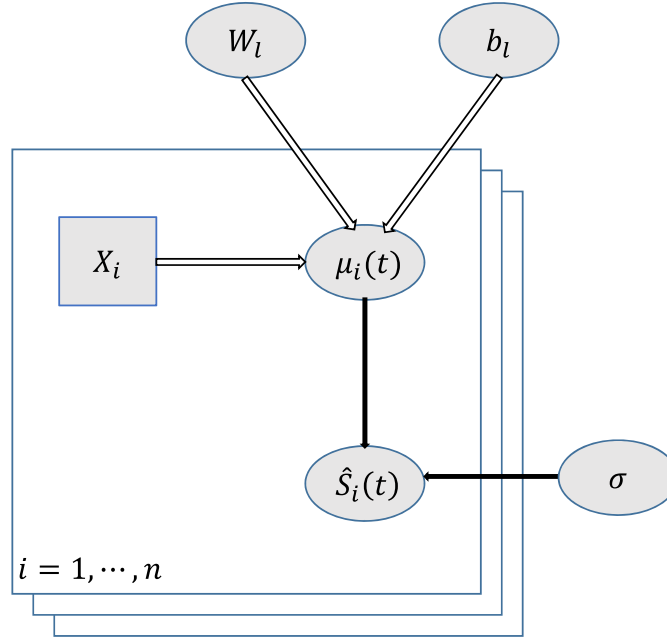 W_l
b_l
X_i
μ_i(t)
Ŝ_i(t)
σ
i = 1, ⋯, n